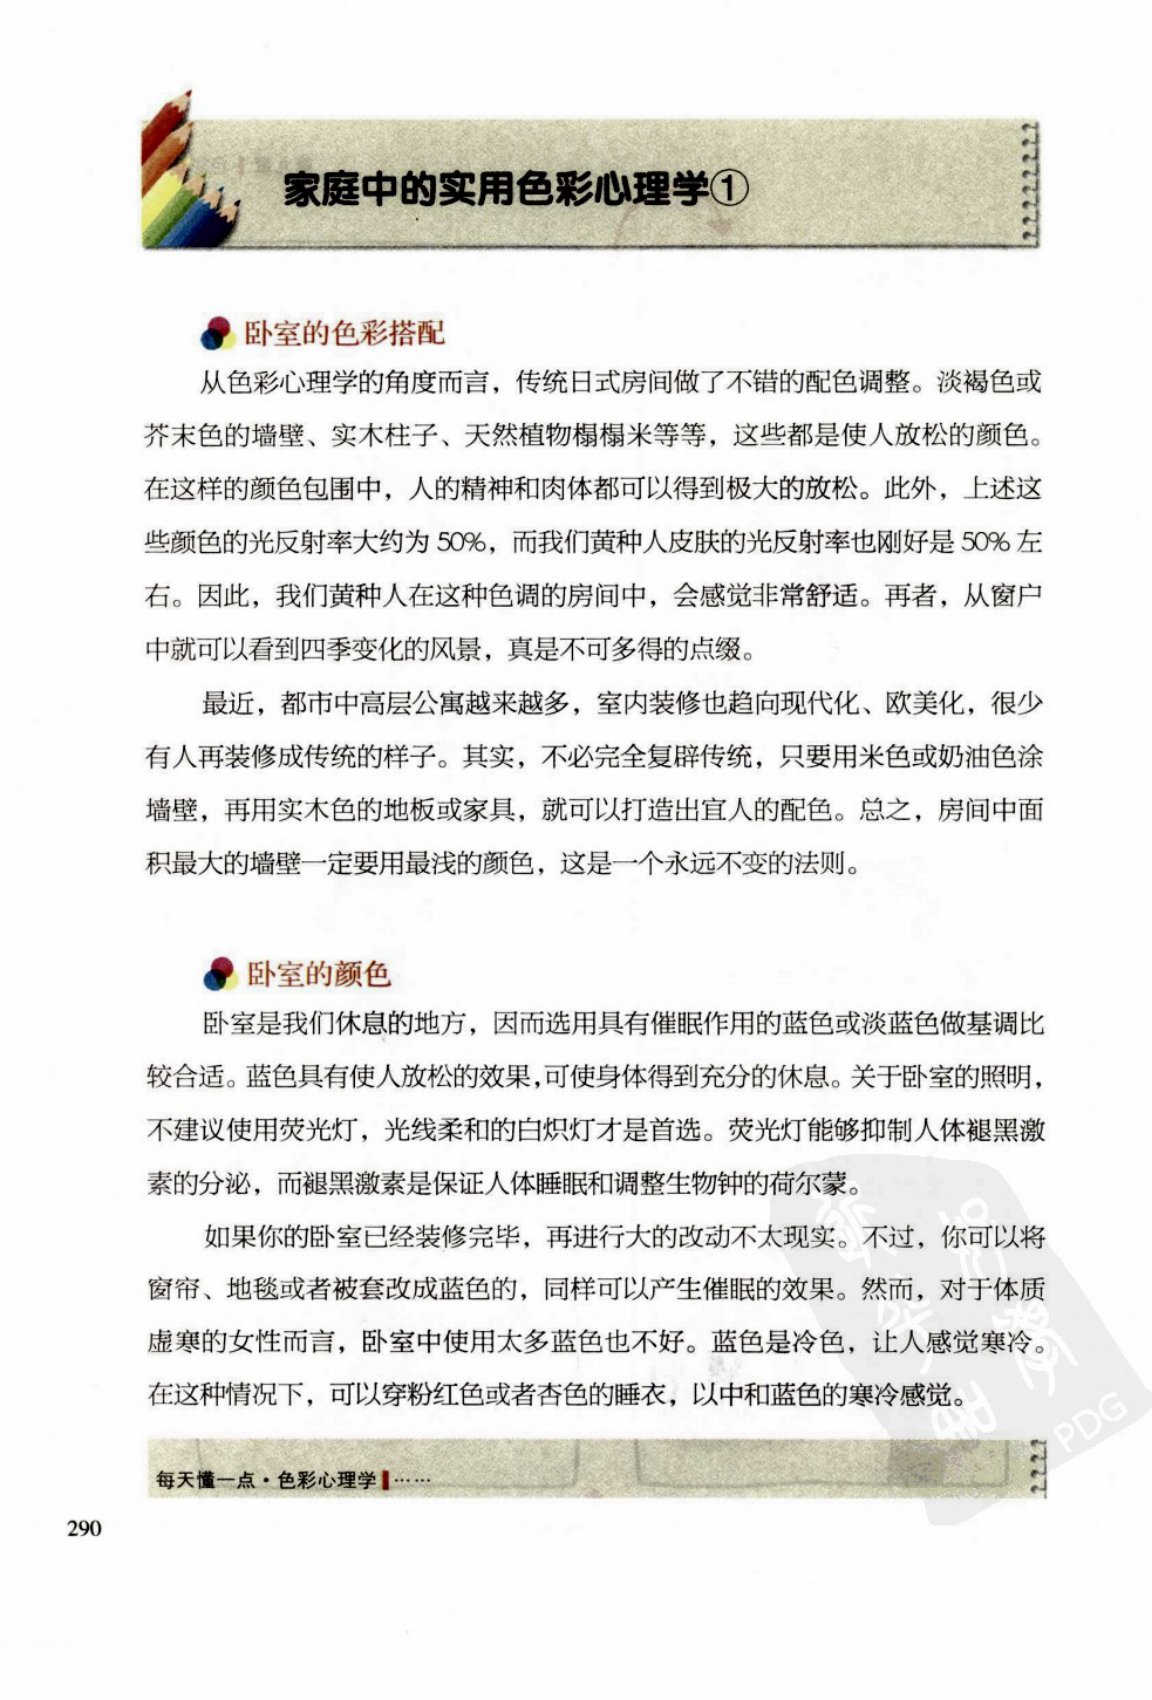 家庭中的实用色彩心理学①
卧室的色彩搭配
从色彩心理学的角度而言，传统日式房间做了不错的配色调整。淡褐色或
芥末色的墙壁、实木柱子、天然植物榻榻米等等，这些都是使人放松的颜色。
在这样的颜色包围中，人的精神和肉体都可以得到极大的放松。此外，上述这
些颜色的光反射率大约为 50%，而我们黄种人皮肤的光反射率也刚好是 50% 左
右。因此，我们黄种人在这种色调的房间中，会感觉非常舒适。再者，从窗户
中就可以看到四季变化的风景，真是不可多得的点缀。
最近，都市中高层公寓越来越多，室内装修也趋向现代化、欧美化，很少
有人再装修成传统的样子。其实，不必完全复辟传统，只要用米色或奶油色涂
墙壁，再用实木色的地板或家具，就可以打造出宜人的配色。总之，房间中面
积最大的墙壁一定要用最浅的颜色，这是一个永远不变的法则。
卧室的颜色
卧室是我们休息的地方，因而选用具有催眠作用的蓝色或淡蓝色做基调比
较合适。蓝色具有使人放松的效果，可使身体得到充分的休息。关于卧室的照明，
不建议使用荧光灯，光线柔和的白炽灯才是首选。荧光灯能够抑制人体褪黑激
素的分泌，而褪黑激素是保证人体睡眠和调整生物钟的荷尔蒙。
如果你的卧室已经装修完毕，再进行大的改动不太现实。不过，你可以将
窗帘、地毯或者被套改成蓝色的，同样可以产生催眠的效果。然而，对于体质
虚寒的女性而言，卧室中使用太多蓝色也不好。蓝色是冷色，让人感觉寒冷。
在这种情况下，可以穿粉红色或者杏色的睡衣，以中和蓝色的寒冷感觉。
PDG
每天懂一点·色彩心理学 ……
290